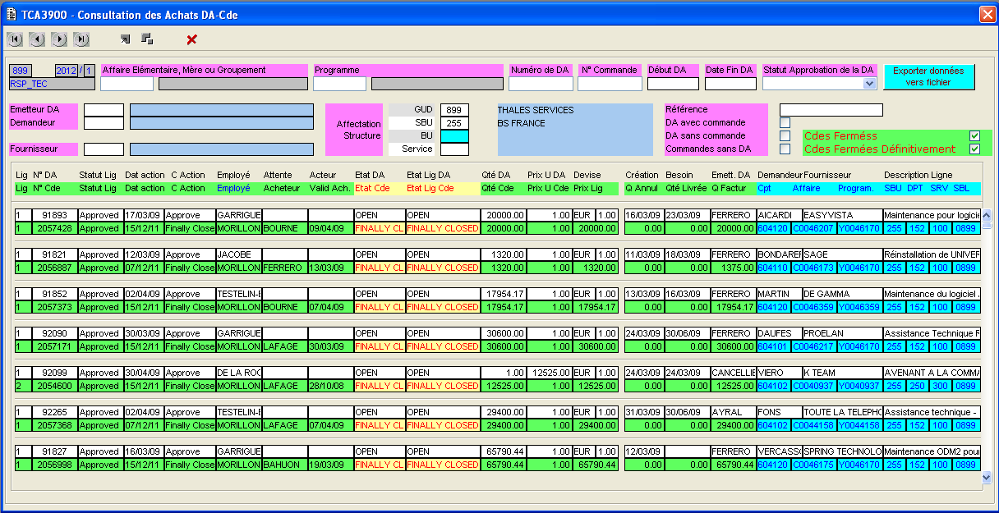 TCA3900 - Consultation des Achats DA-Cde
899 2012 / 1 Affaire Elémentaire, Mère ou Groupement Programme Numéro de DA N° Commande Début DA Date Fin DA Statut Approbation de la DA Exporter données vers fichier
RSP_TEC
Emetteur DA
Demandeur
Fournisseur
Affectation Structure
GUD 899
SBU 255
BU
Service
THALES SERVICES
BS FRANCE
Référence
DA avec commande
DA sans commande
Commandes sans DA
Cdes Ferméss
Cdes Fermées Définitivement
Lig N° DA Statut Lig Dat action C Action Employé Attente Acteur Etat DA Etat Lig DA Qté DA Prix U DA Devise Création Besoin Emett. DA Demandeur Fournisseur Description Ligne
Lig N° Cde Statut Lig Dat action C Action Employé Acheteur Valid Ach. Etat Cde Etat Lig Cde Qté Cde Prix U Cde Prix Lig Q Annul Qté Livrée Q Factur Cpt Affaire Program. SBU DPT SRV SBL
1 91893 Approved 17/03/09 Approve GARRIGUE OPEN OPEN 20000.00 1.00 EUR 1.00 16/03/09 23/03/09 FERRERO AICARDI EASYVISTA Maintenance pour logicie
1 2057428 Approved 15/12/11 Finally Close MORILLON BOURNE 09/04/09 FINALLY CL FINALLY CLOSED 20000.00 1.00 20000.00 0.00 0.00 20000.00 604120 C0046207 Y0046170 255 152 100 0899
1 91821 Approved 12/03/09 Approve JACOBE OPEN OPEN 1320.00 1.00 EUR 1.00 11/03/09 18/03/09 FERRERO BONDAREI SAGE Réinstallation de UNIVER
1 2056887 Approved 07/12/11 Finally Close MORILLON FERRERO 13/03/09 FINALLY CL FINALLY CLOSED 1320.00 1.00 1320.00 0.00 0.00 1375.00 604110 C0046173 Y0046170 255 152 100 0899
1 91852 Approved 02/04/09 Approve TESTELIN-E OPEN OPEN 17954.17 1.00 EUR 1.00 13/03/09 16/03/09 FERRERO MARTIN DE GAMMA Maintenance du logiciel .
1 2057373 Approved 15/12/11 Finally Close MORILLON BOURNE 07/04/09 FINALLY CL FINALLY CLOSED 17954.17 1.00 17954.17 0.00 0.00 17954.17 604120 C0046359 Y0046359 255 152 100 0899
1 92090 Approved 30/03/09 Approve GARRIGUE OPEN OPEN 30600.00 1.00 EUR 1.00 24/03/09 30/06/09 FERRERO DAUFES PROELAN Assistance Technique F
1 2057171 Approved 15/12/11 Finally Close MORILLON LAFAGE 30/03/09 FINALLY CL FINALLY CLOSED 30600.00 1.00 30600.00 0.00 0.00 30600.00 604101 C0046217 Y0046170 255 152 100 0899
1 92099 Approved 30/04/09 Approve DE LA ROC OPEN OPEN 1.00 12525.00 EUR 1.00 24/03/09 24/03/09 CANCELLIE VIERO K TEAM AVENANT A LA COMMA
2 2054600 Approved 15/12/11 Finally Close MORILLON LAFAGE 28/10/08 FINALLY CL FINALLY CLOSED 12525.00 1.00 12525.00 0.00 0.00 12525.00 604102 C0040937 Y0040937 255 250 300 0899
1 92265 Approved 02/04/09 Approve TESTELIN-E OPEN OPEN 29400.00 1.00 EUR 1.00 31/03/09 30/06/09 AYRAL FONS TOUTE LA TELEPHO Assistance technique -
1 2057368 Approved 07/12/11 Finally Close MORILLON LAFAGE 07/04/09 FINALLY CL FINALLY CLOSED 29400.00 1.00 29400.00 0.00 0.00 29400.00 604102 C0044158 Y0044158 255 152 100 0899
1 91827 Approved 16/03/09 Approve GARRIGUE OPEN OPEN 65790.44 1.00 EUR 1.00 12/03/09 FERRERO VERCASSO SPRING TECHNOLO Maintenance ODM2 pour
1 2056998 Approved 15/12/11 Finally Close MORILLON BAHUON 19/03/09 FINALLY CL FINALLY CLOSED 65790.44 1.00 65790.44 0.00 0.00 65790.44 604120 C0046175 Y0046170 255 152 100 0899